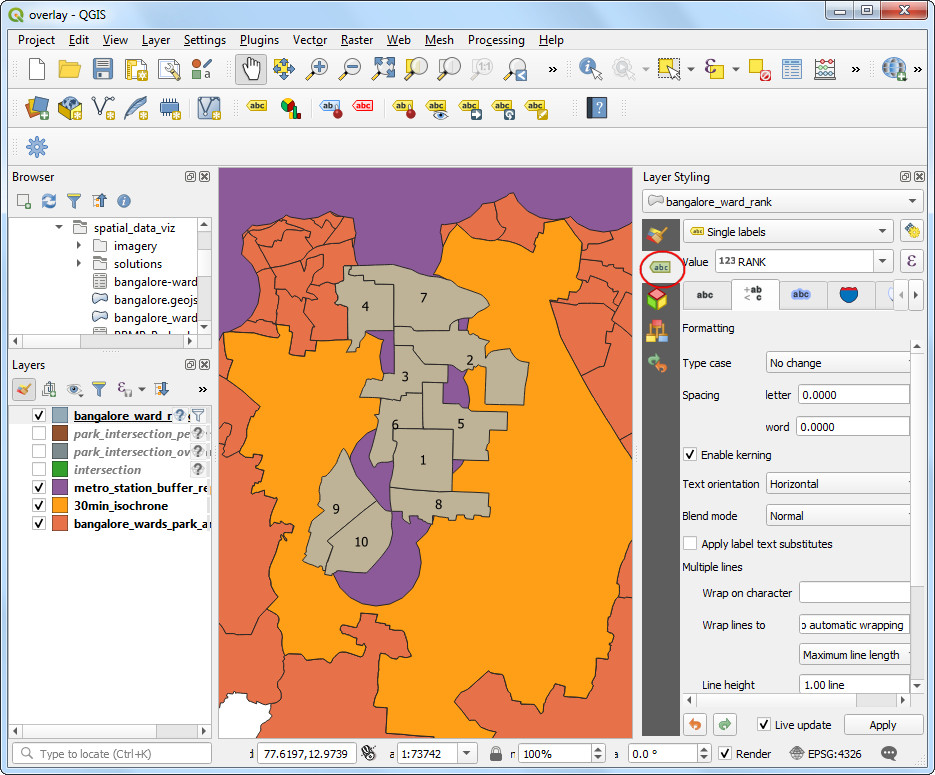 overlay - QGIS
Project Edit View Layer Settings Plugins Vector Raster Web Mesh Processing Help
Browser
spatial_data_viz
imagery
solutions
bangalore-ward
bangalore.geojs
bangalore_ward
Layers
bangalore_ward_r
park_intersection_pe
park_intersection_ov
intersection
metro_station_buffer_re
30min_isochrone
bangalore_wards_park_a
4
7
2
3
6
5
1
9
8
10
Layer Styling
bangalore_ward_rank
abc Single labels
abc
Value 123 RANK
abc +ab < c abc
Formatting
Type case No change
Spacing letter 0.0000
word 0.0000
Enable kerning
Text orientation Horizontal
Blend mode Normal
Apply label text substitutes
Multiple lines
Wrap on character
Wrap lines to automatic wrapping
Maximum line length
Line height 1.00 line
Live update Apply
Type to locate (Ctrl+K) 77.6197,12.9739 1:73742 100% 0.0 ° Render EPSG:4326